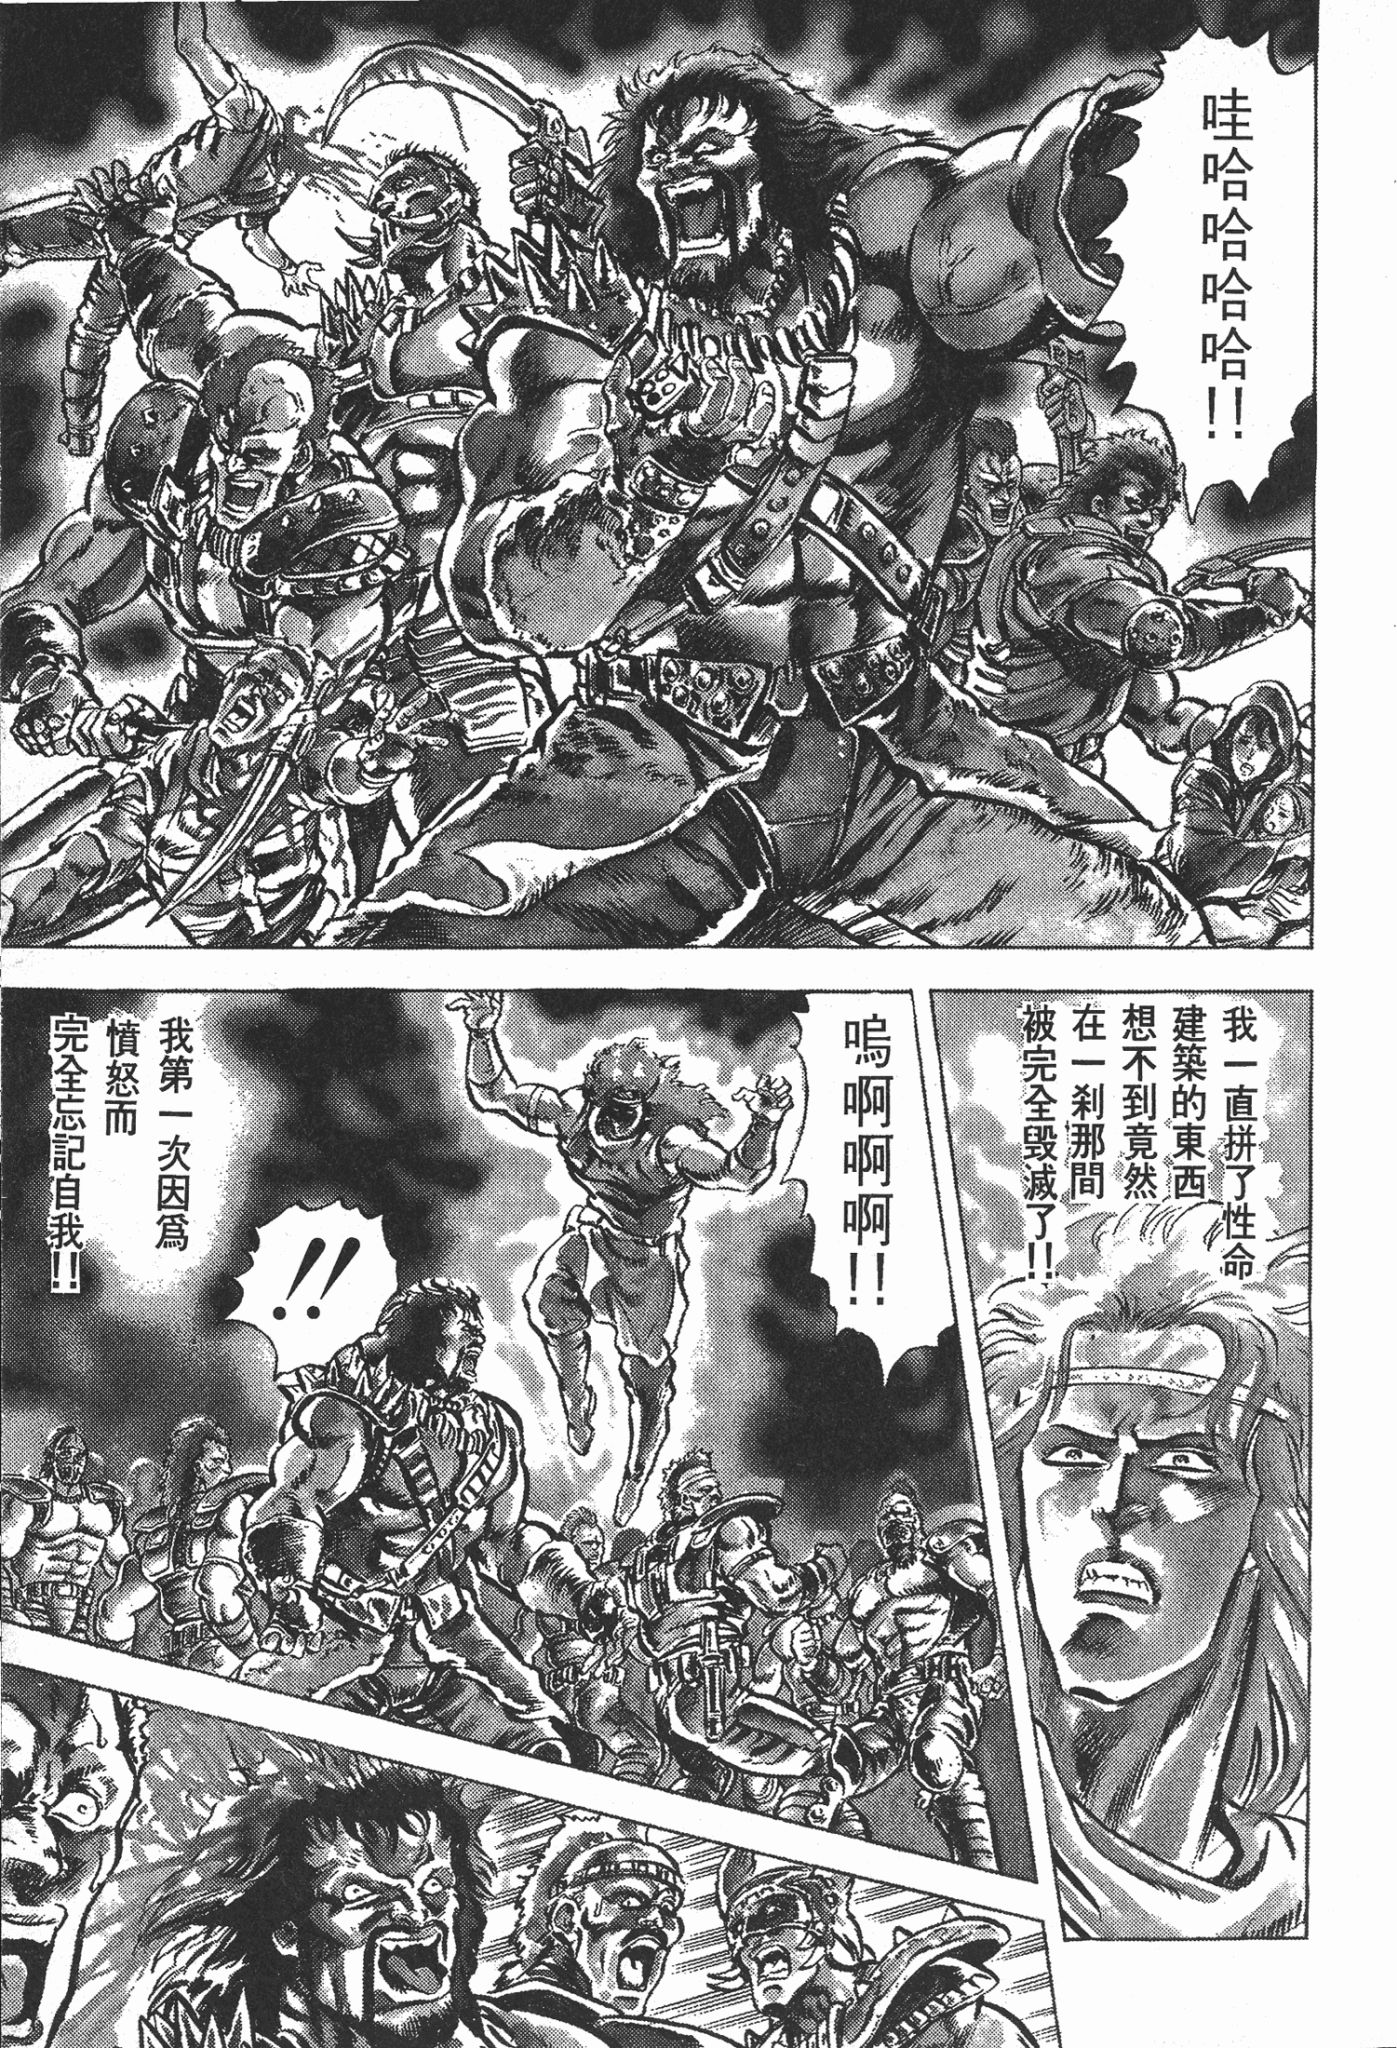 哇哈哈哈哈!!
我一直拼了性命
建築的東西
想不到竟然
在一剎那間
被完全毀滅了!!
嗚啊啊啊!!
!!
我第一次因爲
憤怒而
完全忘記自我!!